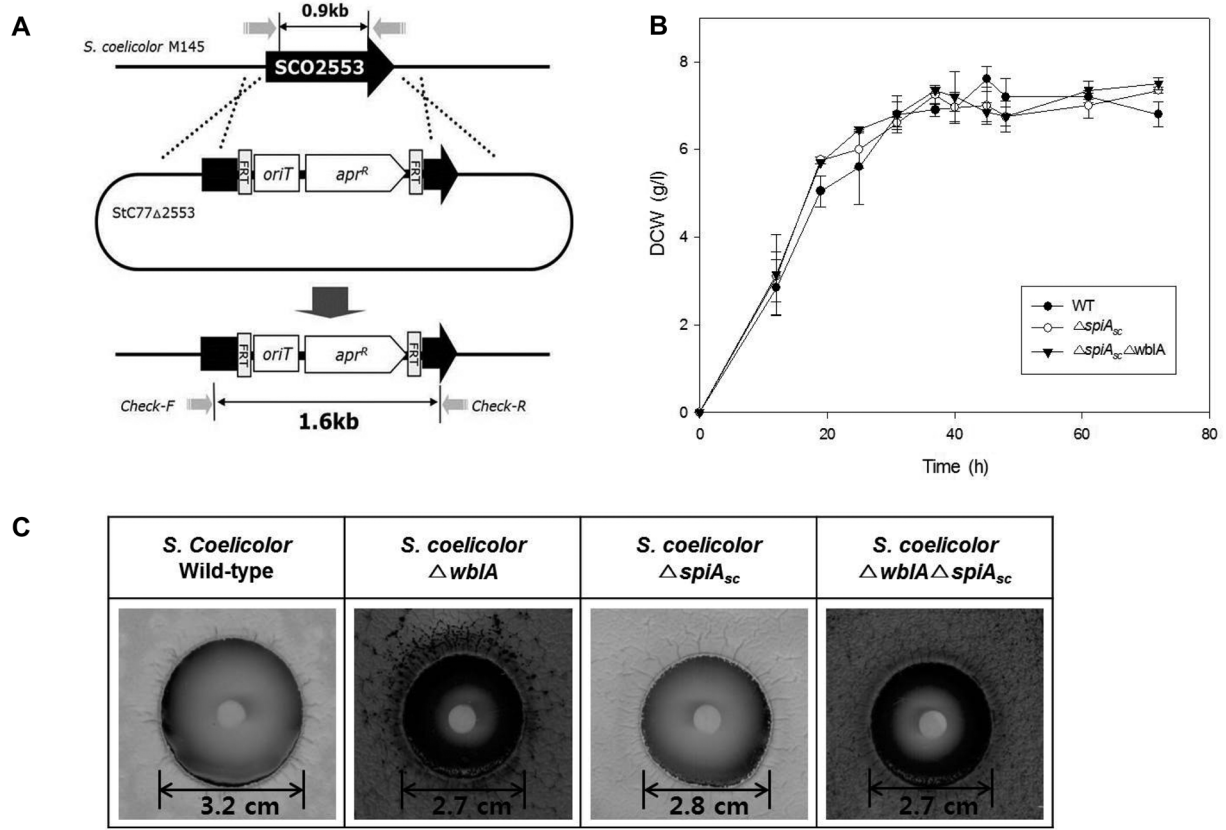 A
0.9kb
S. coelicolor M145
SCO2553
FRT
oriT
aprR
FRT
StC77Δ2553
FRT
oriT
aprR
FRT
Check-F
Check-R
1.6kb
B
DCW (g/l)
8
6
4
2
0
0
20
40
60
80
Time (h)
WT
ΔspiAsc
ΔspiAscΔwblA
C
S. Coelicolor
Wild-type
S. coelicolor
ΔwblA
S. coelicolor
ΔspiAsc
S. coelicolor
ΔwblAΔspiAsc
3.2 cm
2.7 cm
2.8 cm
2.7 cm